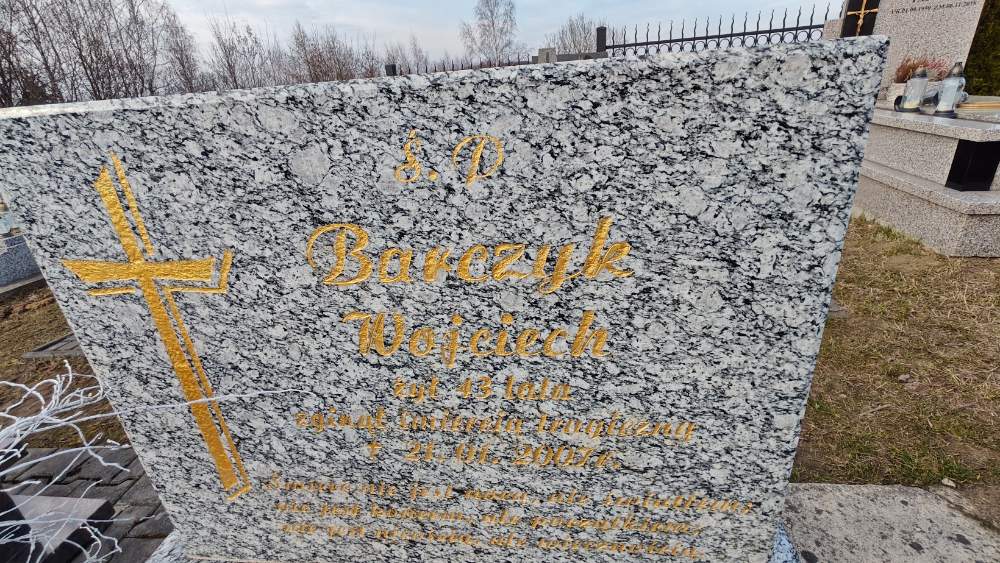 Ś. P
Barczyk
Wojciech
żył 43 lata
zginął śmiercią tragiczną
† 21. 01. 2007 r.
Śmierć nie jest nocą, ale światłem,
nie jest końcem, ale początkiem,
nie jest nicością, ale wiecznością.